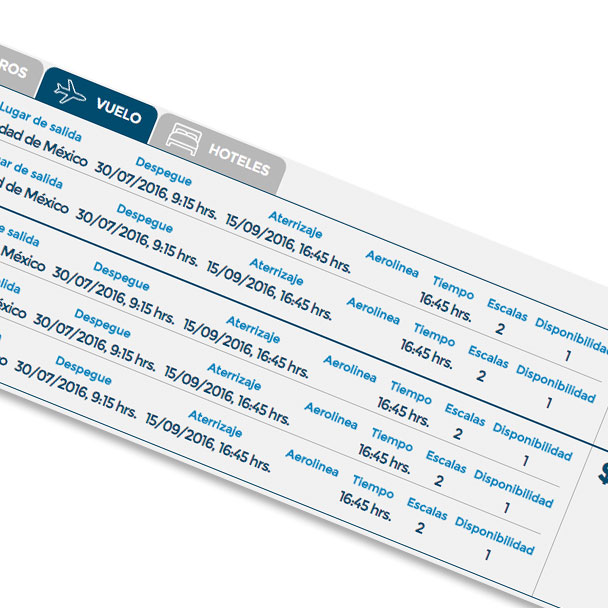 ROS VUELO HOTELES
Lugar de salida Despegue Aterrizaje Aerolinea Tiempo Escalas Disponibilidad
dad de México 30/07/2016, 9:15 hrs. 15/09/2016, 16:45 hrs. 16:45 hrs. 2 1
ar de salida Despegue Aterrizaje Aerolinea Tiempo Escalas Disponibilidad
d de México 30/07/2016, 9:15 hrs. 15/09/2016, 16:45 hrs. 16:45 hrs. 2 1
e salida Despegue Aterrizaje Aerolinea Tiempo Escalas Disponibilidad
México 30/07/2016, 9:15 hrs. 15/09/2016, 16:45 hrs. 16:45 hrs. 2 1
$
lida Despegue Aterrizaje Aerolinea Tiempo Escalas Disponibilidad
éxico 30/07/2016, 9:15 hrs. 15/09/2016, 16:45 hrs. 16:45 hrs. 2 1
Despegue Aterrizaje Aerolinea Tiempo Escalas Disponibilidad
30/07/2016, 9:15 hrs. 15/09/2016, 16:45 hrs. 16:45 hrs. 2 1